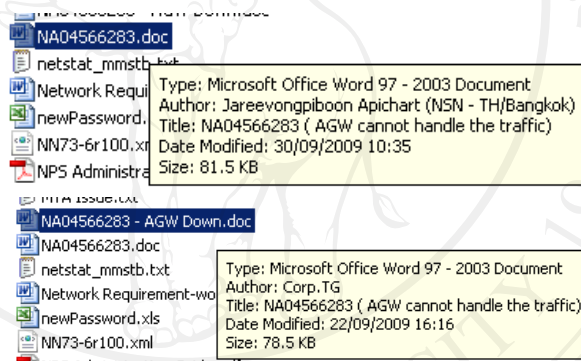 NA04566283.doc
netstat_mmstb.txt
Network Requi
newPassword.
NN73-6r100.xm
NPS Administra
Type: Microsoft Office Word 97 - 2003 Document
Author: Jareevongpiboon Apichart (NSN - TH/Bangkok)
Title: NA04566283 ( AGW cannot handle the traffic)
Date Modified: 30/09/2009 10:35
Size: 81.5 KB
MTA Issue.txt
NA04566283 - AGW Down.doc
NA04566283.doc
netstat_mmstb.txt
Network Requirement-wo
newPassword.xls
NN73-6r100.xml
Type: Microsoft Office Word 97 - 2003 Document
Author: Corp.TG
Title: NA04566283 ( AGW cannot handle the traffic)
Date Modified: 22/09/2009 16:16
Size: 78.5 KB